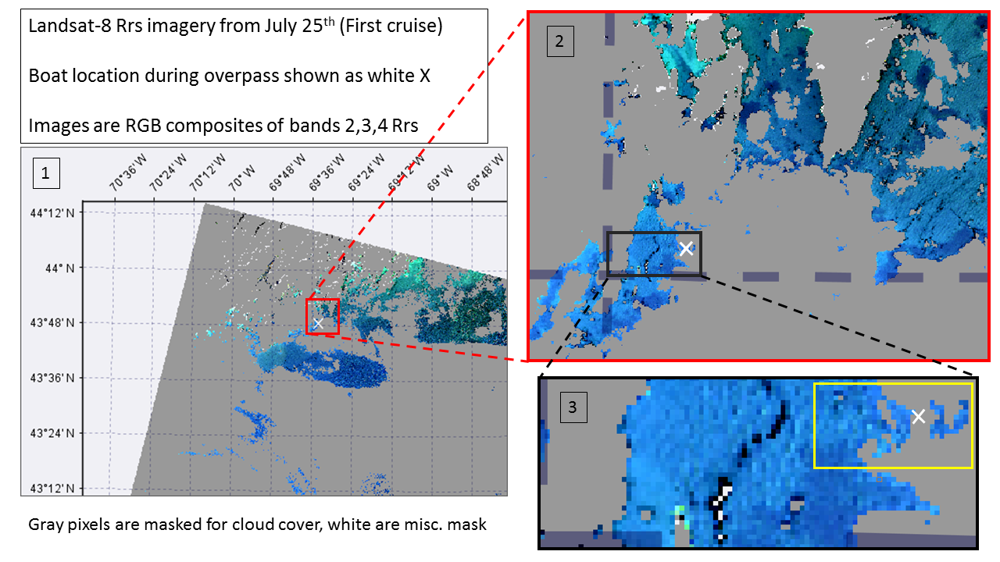 Landsat-8 Rrs imagery from July 25th (First cruise)
Boat location during overpass shown as white X
Images are RGB composites of bands 2,3,4 Rrs
1
70°36' W
70°24' W
70°12' W
70° W
69°48' W
69°36' W
69°24' W
69°12' W
69° W
68°48' W
44°12' N
44° N
43°48' N
43°36' N
43°24' N
43°12' N
2
3
Gray pixels are masked for cloud cover, white are misc. mask